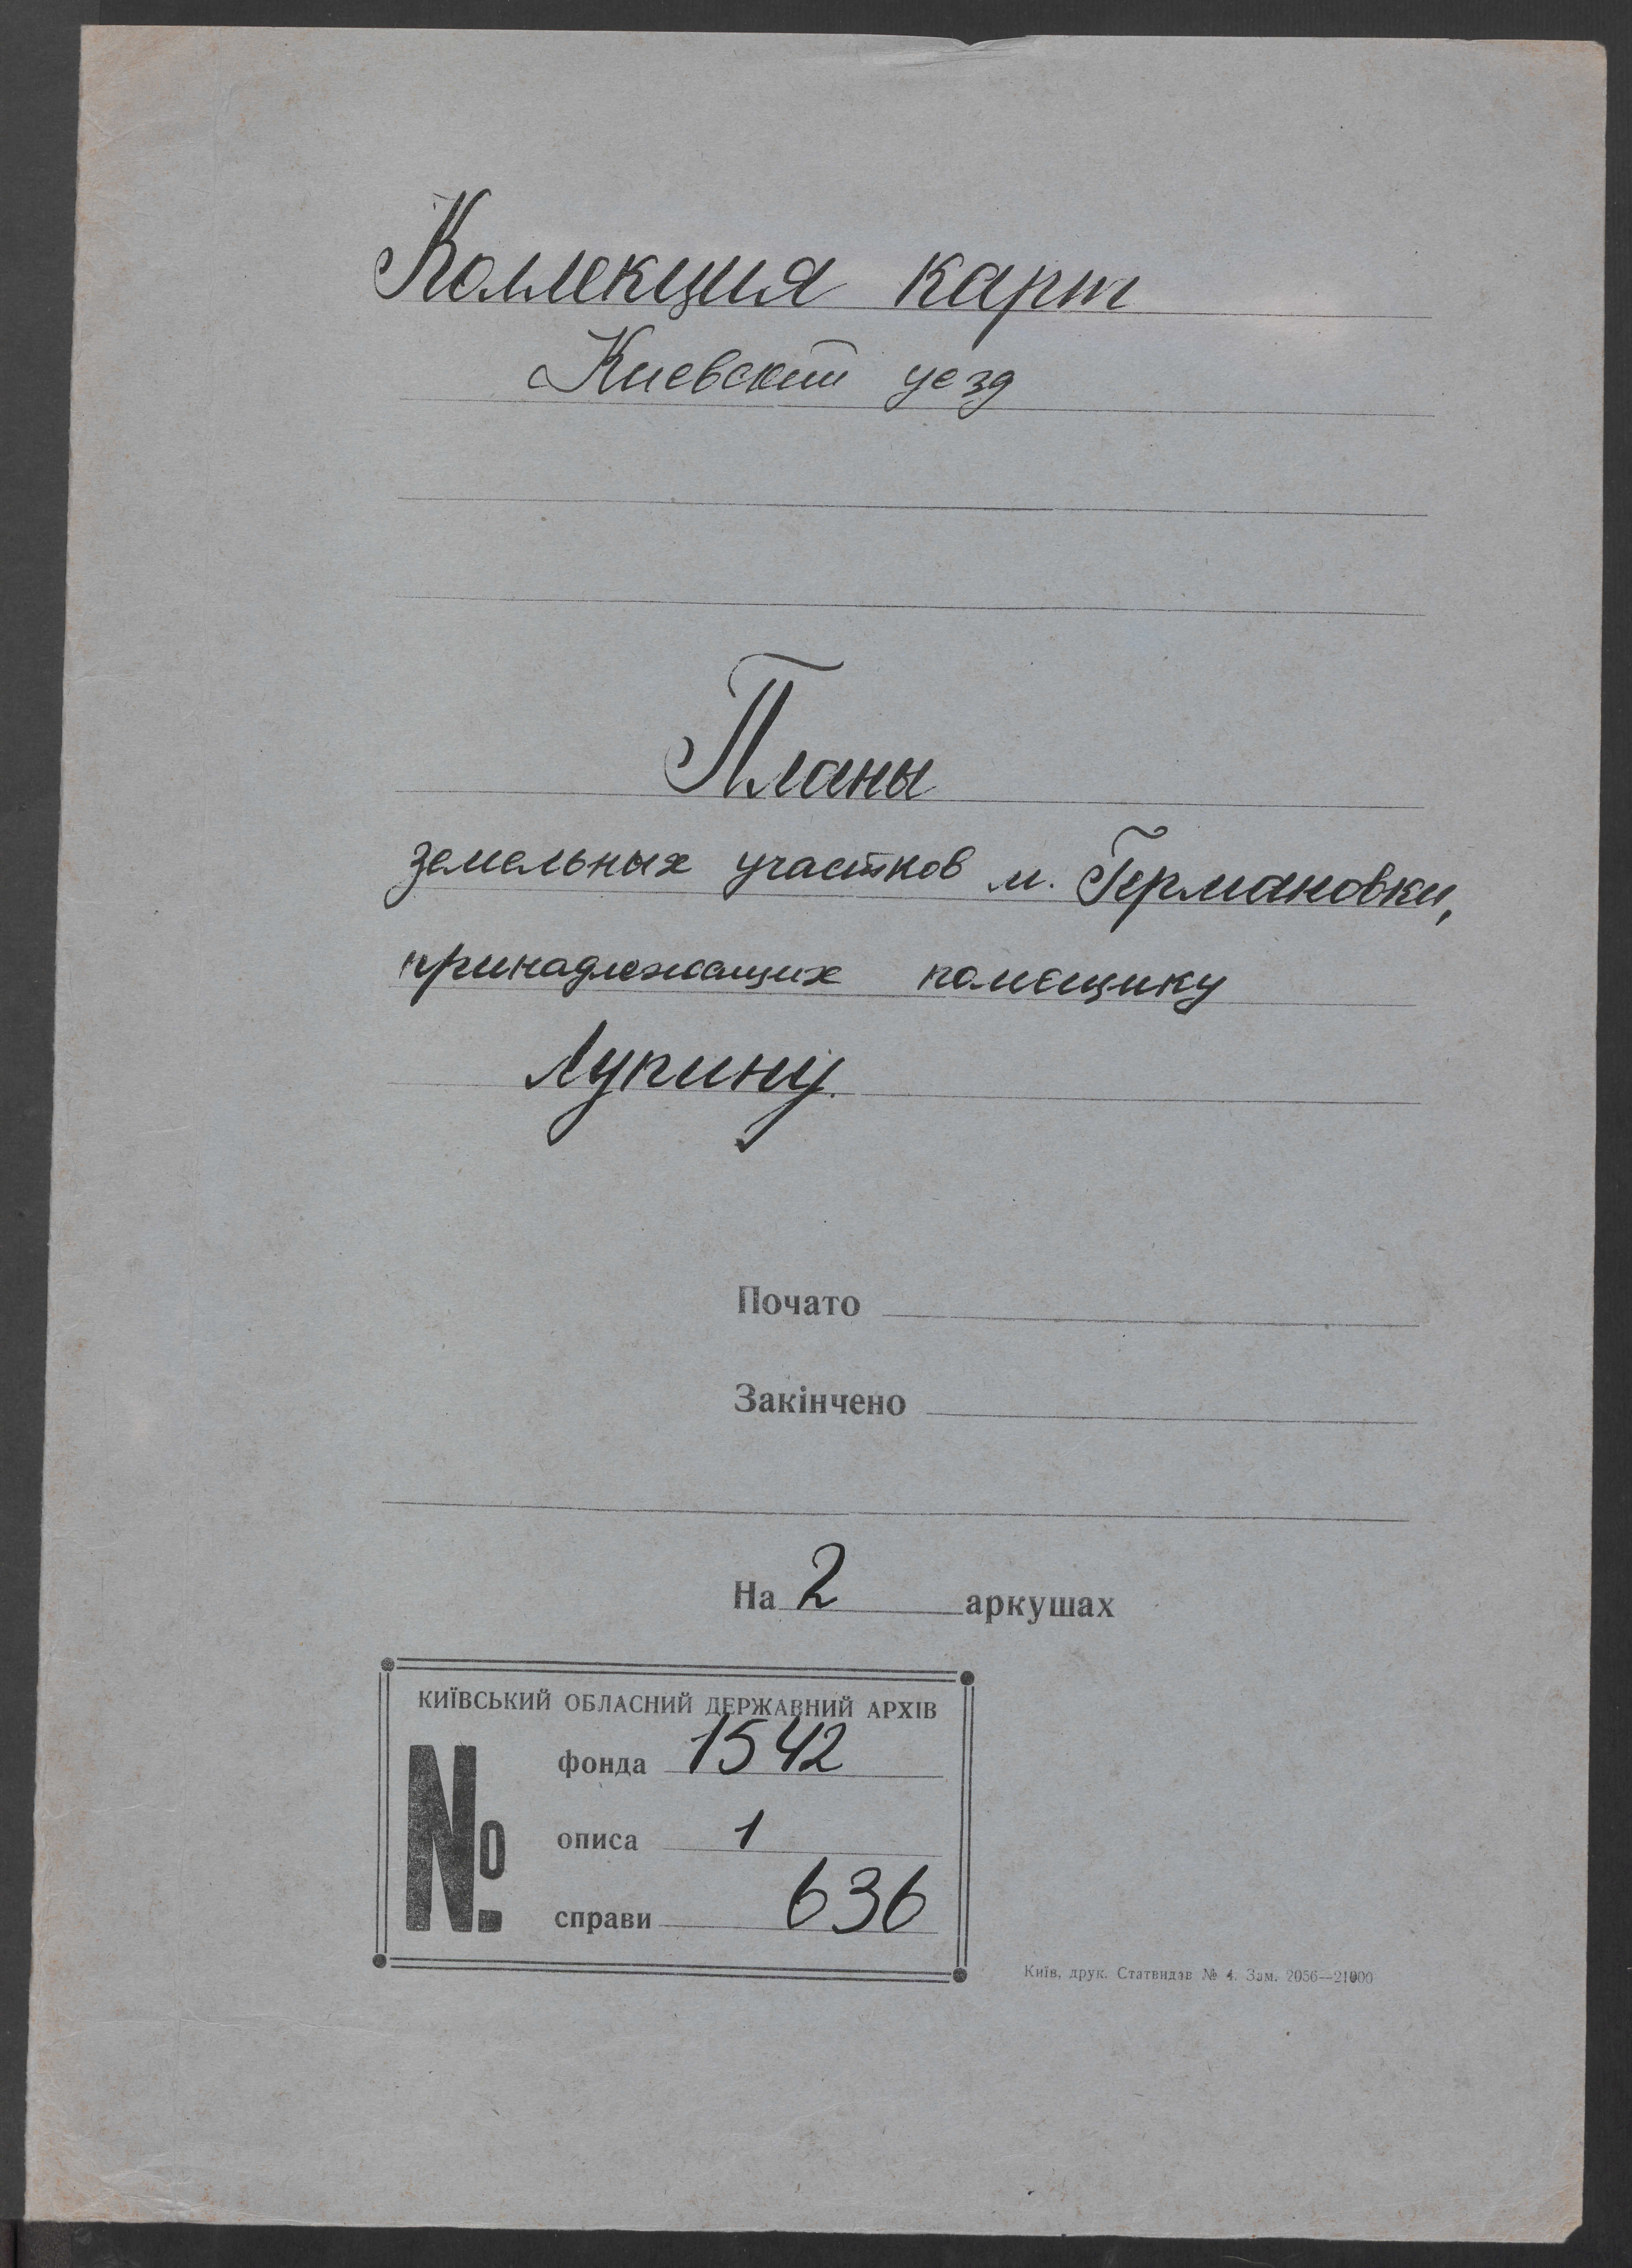 Коллекция карт
Киевский уезд
Планы
земельных участков м. Германовки,
принадлежащих помещику
Лупину.
Почато
Закінчено
На 2 аркушах
КИЇВСЬКИЙ ОБЛАСНИЙ ДЕРЖАВНИЙ АРХІВ
№ фонда 1542
описа 1
справи 636
Київ, друк. Статвидав № 4. Зам. 2056—21000